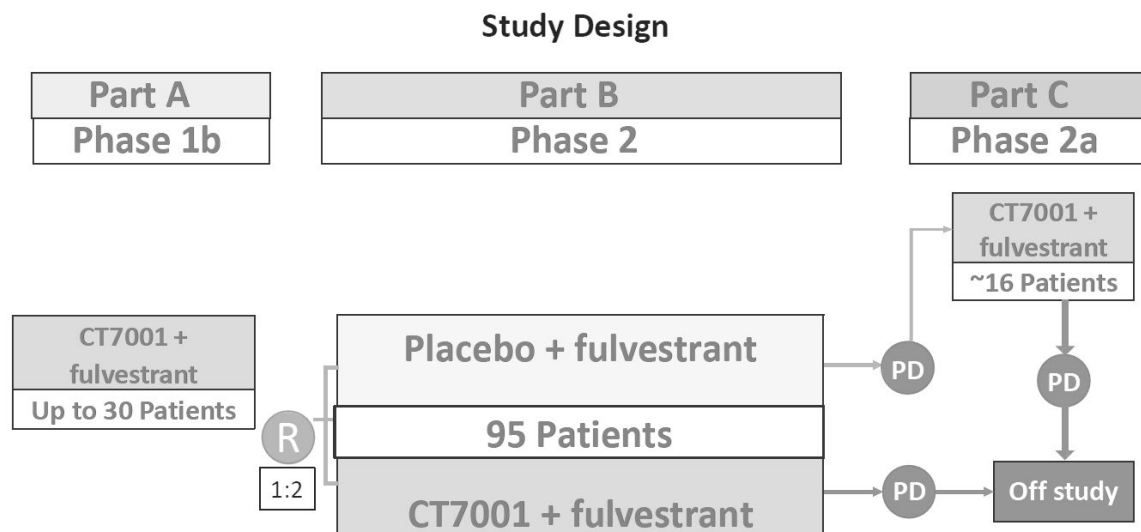 Study Design
Part A
Phase 1b
Part B
Phase 2
Part C
Phase 2a
CT7001 +
fulvestrant
Up to 30 Patients
R
1:2
Placebo + fulvestrant
95 Patients
CT7001 + fulvestrant
PD
PD
CT7001 +
fulvestrant
~16 Patients
PD
Off study